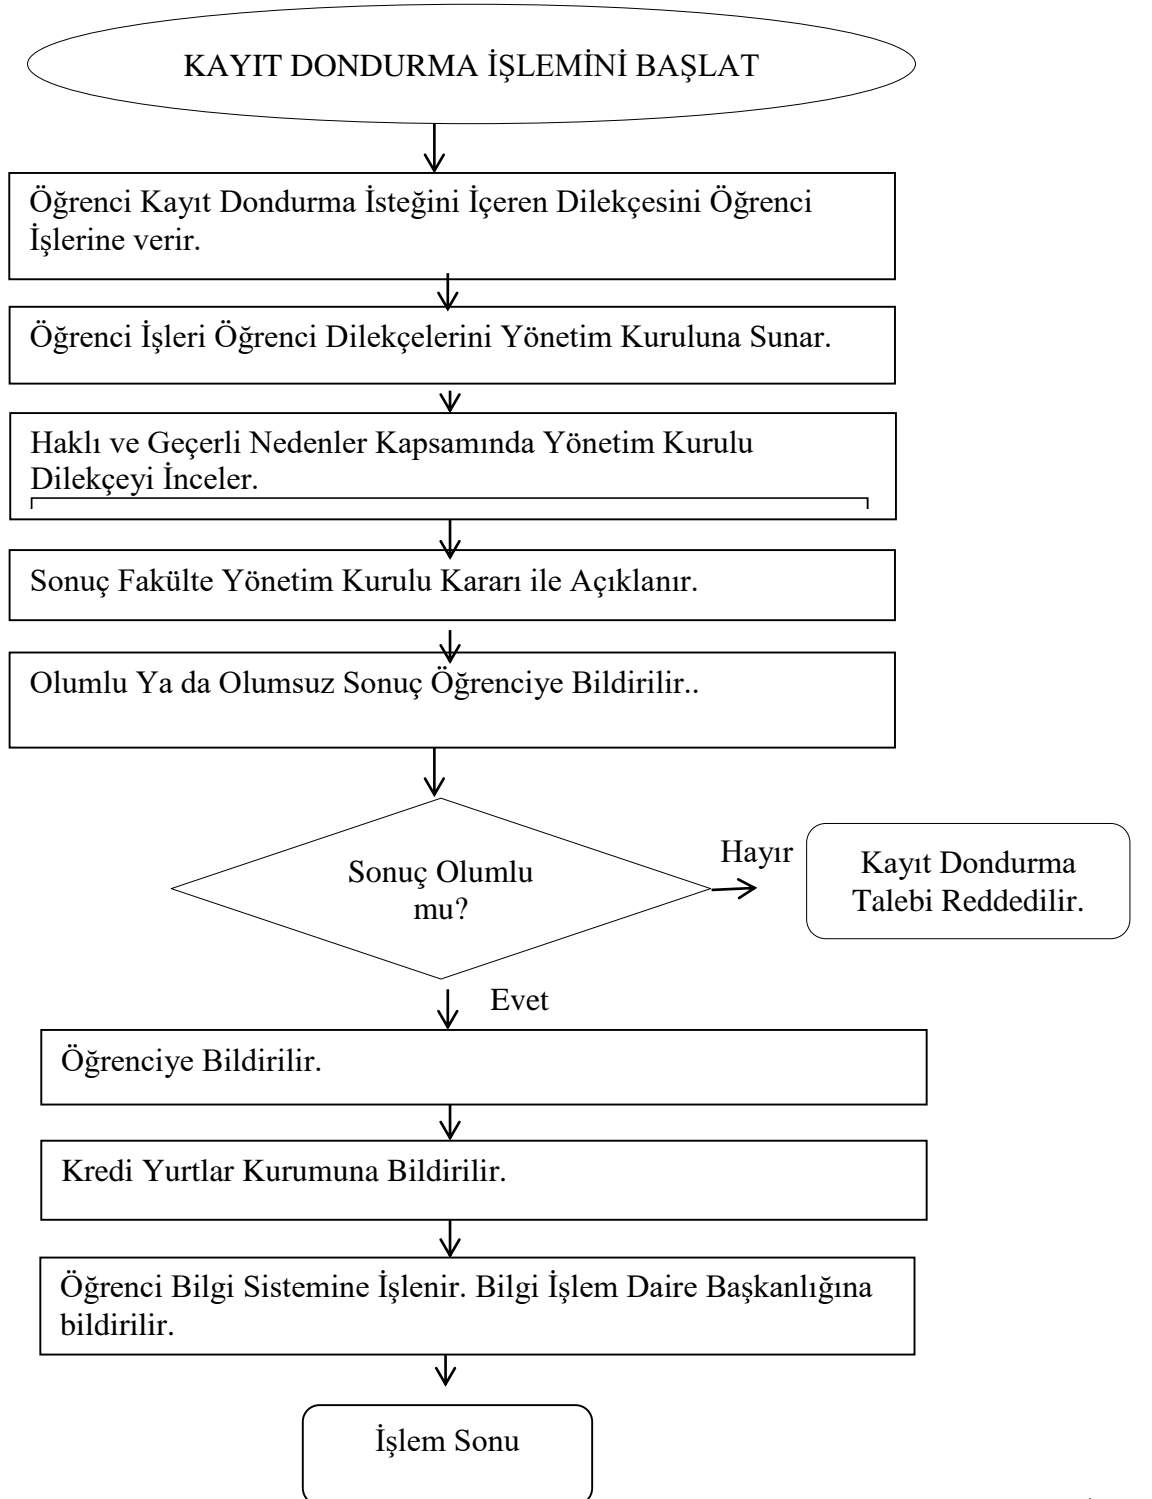 KAYIT DONDURMA İŞLEMİNİ BAŞLAT
Öğrenci Kayıt Dondurma İsteğini İçeren Dilekçesini Öğrenci
İşlerine verir.
Öğrenci İşleri Öğrenci Dilekçelerini Yönetim Kuruluna Sunar.
Haklı ve Geçerli Nedenler Kapsamında Yönetim Kurulu
Dilekçeyi İnceler.
Sonuç Fakülte Yönetim Kurulu Kararı ile Açıklanır.
Olumlu Ya da Olumsuz Sonuç Öğrenciye Bildirilir..
Sonuç Olumlu
mu?
Hayır
Kayıt Dondurma
Talebi Reddedilir.
Evet
Öğrenciye Bildirilir.
Kredi Yurtlar Kurumuna Bildirilir.
Öğrenci Bilgi Sistemine İşlenir. Bilgi İşlem Daire Başkanlığına
bildirilir.
İşlem Sonu